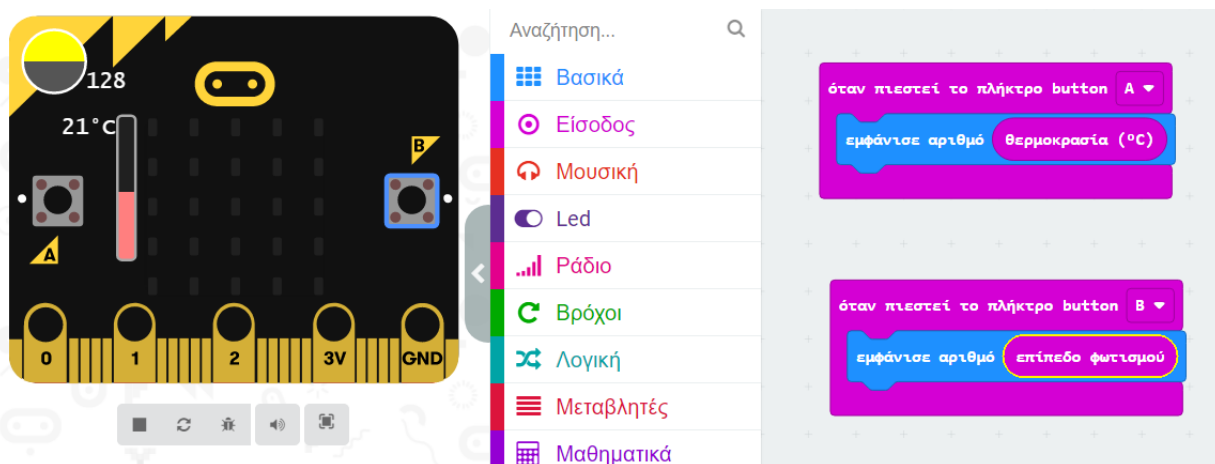 128
21°C
B
A
0 1 2 3V GND
Αναζήτηση...
Βασικά
Είσοδος
Μουσική
Led
Ράδιο
Βρόχοι
Λογική
Μεταβλητές
Μαθηματικά
όταν πιεστεί το πλήκτρο button A
εμφάνισε αριθμό θερμοκρασία (°C)
όταν πιεστεί το πλήκτρο button B
εμφάνισε αριθμό επίπεδο φωτισμού